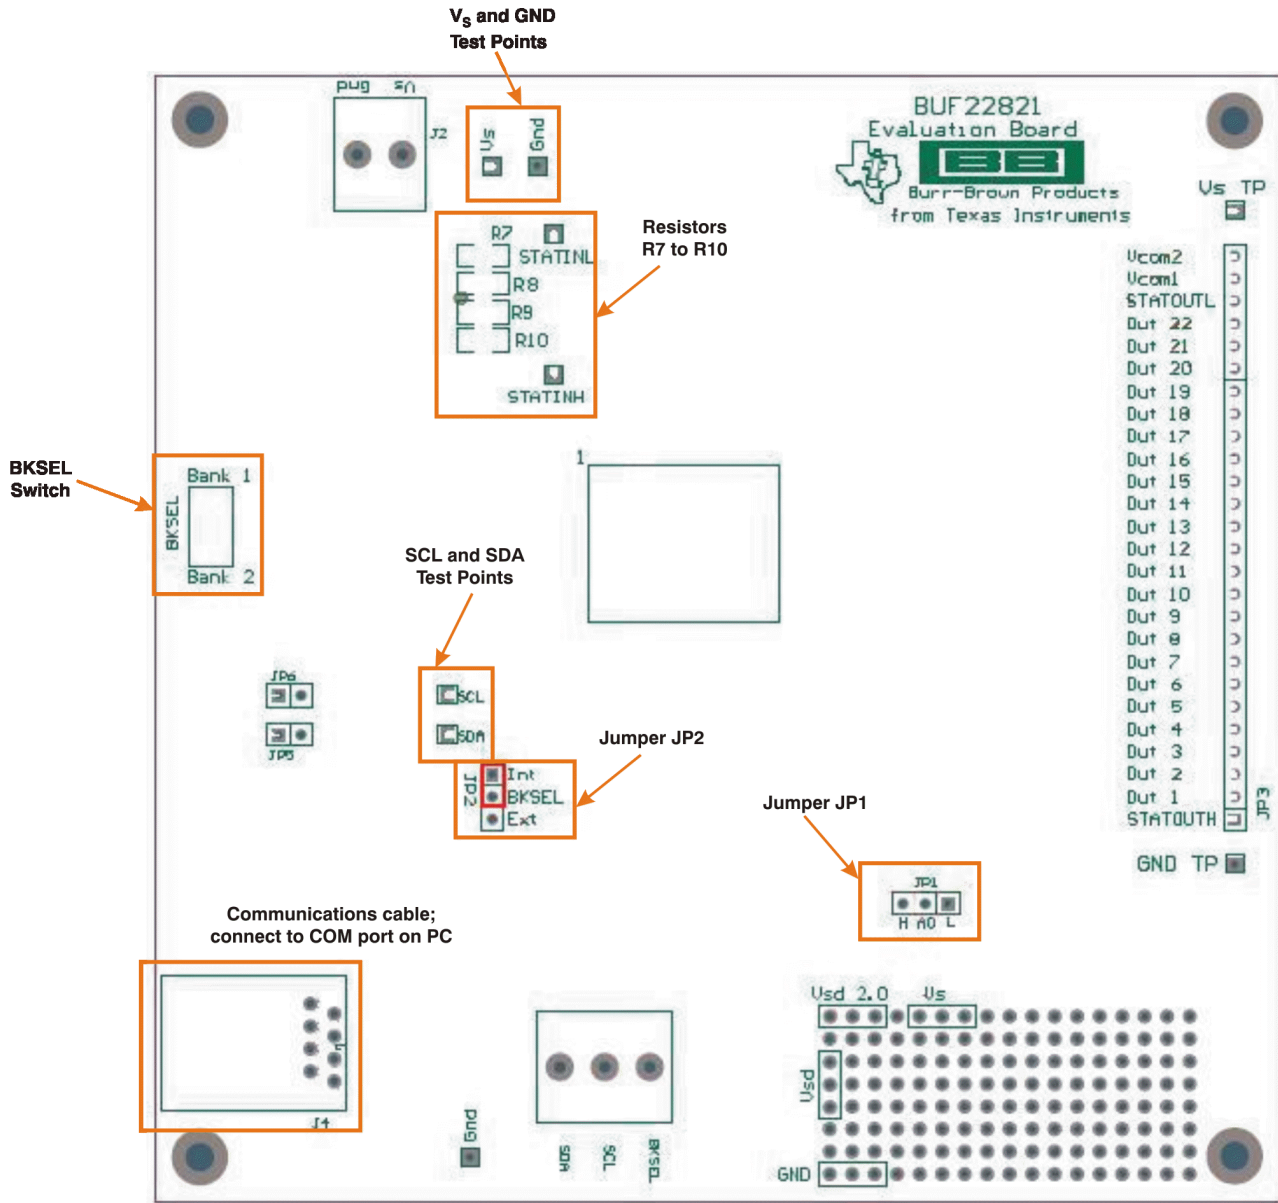 V_S and GND
Test Points
Gnd Vs
J2
Vs
Gnd
BUF22821
Evaluation Board
BB
Burr-Brown Products
from Texas Instruments
Vs TP
Resistors
R7 to R10
R7
STATINL
R8
R9
R10
STATINH
Vcom2
Vcom1
STATOUTL
Out 22
Out 21
Out 20
Out 19
Out 18
Out 17
Out 16
Out 15
Out 14
Out 13
Out 12
Out 11
Out 10
Out 9
Out 8
Out 7
Out 6
Out 5
Out 4
Out 3
Out 2
Out 1
STATOUTH
JP3
GND TP
BKSEL
Switch
Bank 1
BKSEL
Bank 2
1
SCL and SDA
Test Points
SCL
SDA
JP6
JP5
Jumper JP2
JP2
Int
BKSEL
Ext
Jumper JP1
JP1
H A0 L
Communications cable;
connect to COM port on PC
J4
Gnd
SDA
SCL
BKSEL
Vsd 2.0 Vs
Vsd
GND